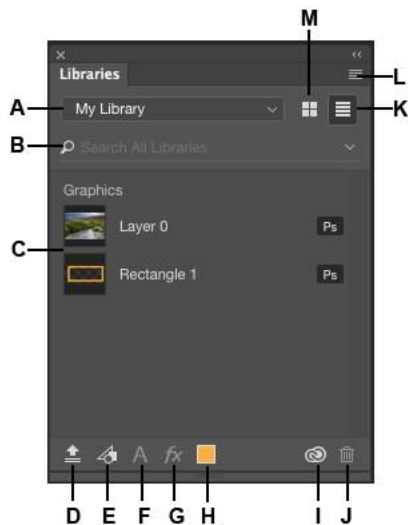 M
Libraries
L
A
My Library
K
B
Search All Libraries
Graphics
Layer 0
Ps
C
Rectangle 1
Ps
A
fx
D
E
F
G
H
I
J